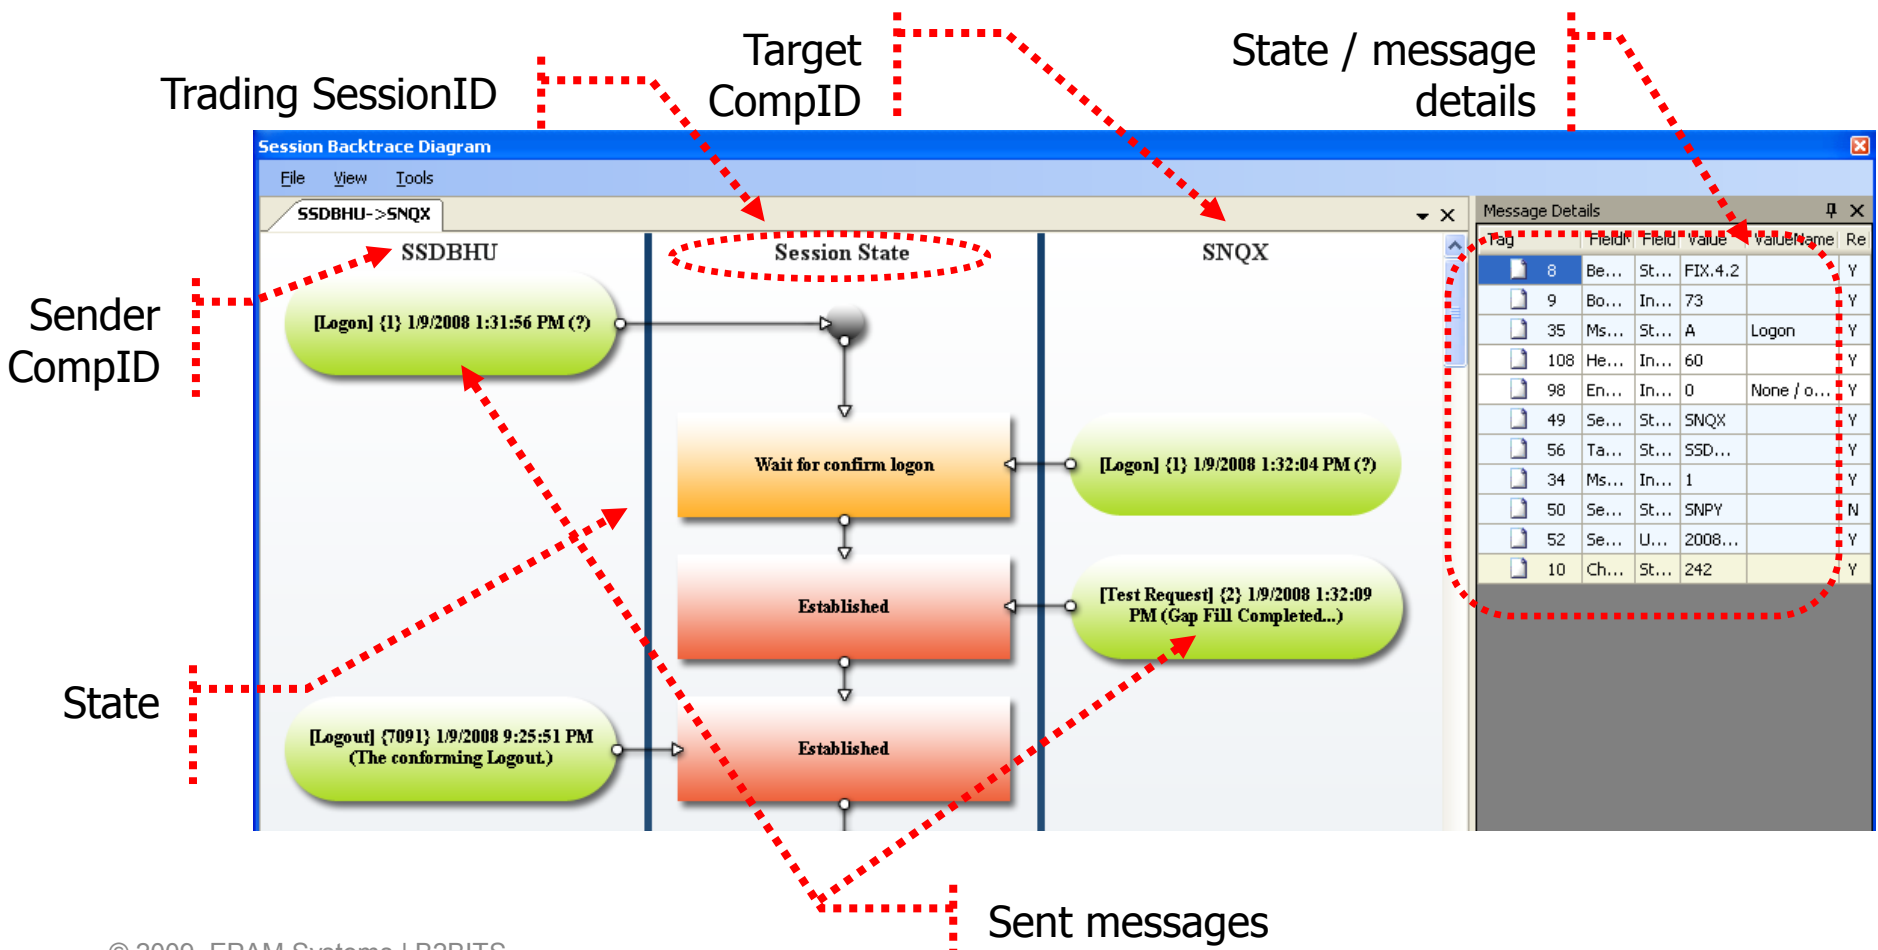 Target
CompID
State / message
details
Trading SessionID
Session Backtrace Diagram
File View Tools
SSDBHU->SNQX
Message Details
SSDBHU
Session State
SNQX
Tag Field Value ValueName Re
8 Be... St... FIX.4.2 Y
9 Bo... In... 73 Y
35 Ms... St... A Logon Y
108 He... In... 60 Y
98 En... In... 0 None / o... Y
49 Se... St... SNQX Y
56 Ta... St... SSD... Y
34 Ms... In... 1 Y
50 Se... St... SNPY N
52 Se... U... 2008... Y
10 Ch... St... 242 Y
Sender
CompID
[Logon] {1} 1/9/2008 1:31:56 PM (?)
Wait for confirm logon
[Logon] {1} 1/9/2008 1:32:04 PM (?)
Established
[Test Request] {2} 1/9/2008 1:32:09
PM (Gap Fill Completed...)
State
[Logout] {7091} 1/9/2008 9:25:51 PM
(The conforming Logout.)
Established
Sent messages
© 2009, EPAM Systems | B2BITS